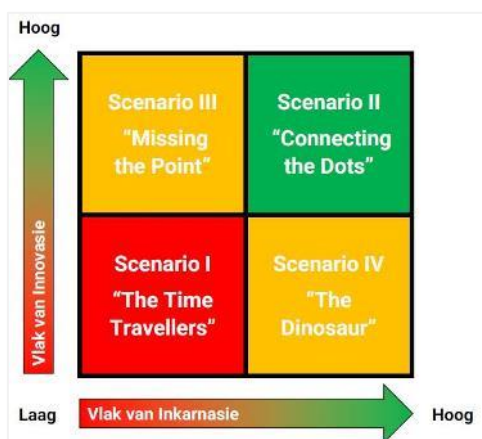 Hoog
Scenario III
“Missing
the Point”
Scenario II
“Connecting
the Dots”
Vlak van Innovasie
Scenario I
“The Time
Travellers”
Scenario IV
“The
Dinosaur”
Laag
Vlak van Inkarnasie
Hoog